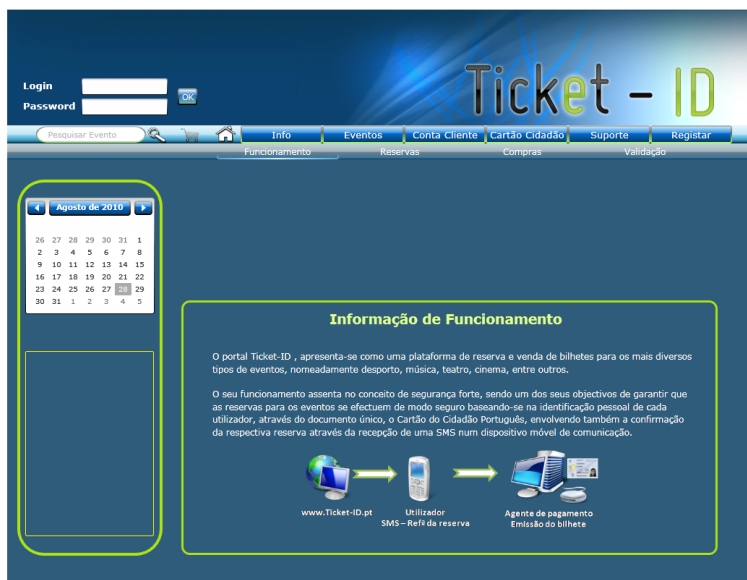 Ticket - ID
Login
OK
Password
Pesquisar Evento
Info Eventos Conta Cliente Cartão Cidadão Suporte Registar
Funcionamento Reservas Compras Validação
Agosto de 2010
26 27 28 29 30 31 1
2 3 4 5 6 7 8
9 10 11 12 13 14 15
16 17 18 19 20 21 22
23 24 25 26 27 28 29
30 31 1 2 3 4 5
Informação de Funcionamento
O portal Ticket-ID , apresenta-se como uma plataforma de reserva e venda de bilhetes para os mais diversos
tipos de eventos, nomeadamente desporto, música, teatro, cinema, entre outros.
O seu funcionamento assenta no conceito de segurança forte, sendo um dos seus objectivos de garantir que
as reservas para os eventos se efectuem de modo seguro baseando-se na identificação pessoal de cada
utilizador, através do documento único, o Cartão do Cidadão Português, envolvendo também a confirmação
da respectiva reserva através da recepção de uma SMS num dispositivo móvel de comunicação.
www.Ticket-ID.pt
Utilizador
SMS – Refª da reserva
Agente de pagamento
Emissão do bilhete